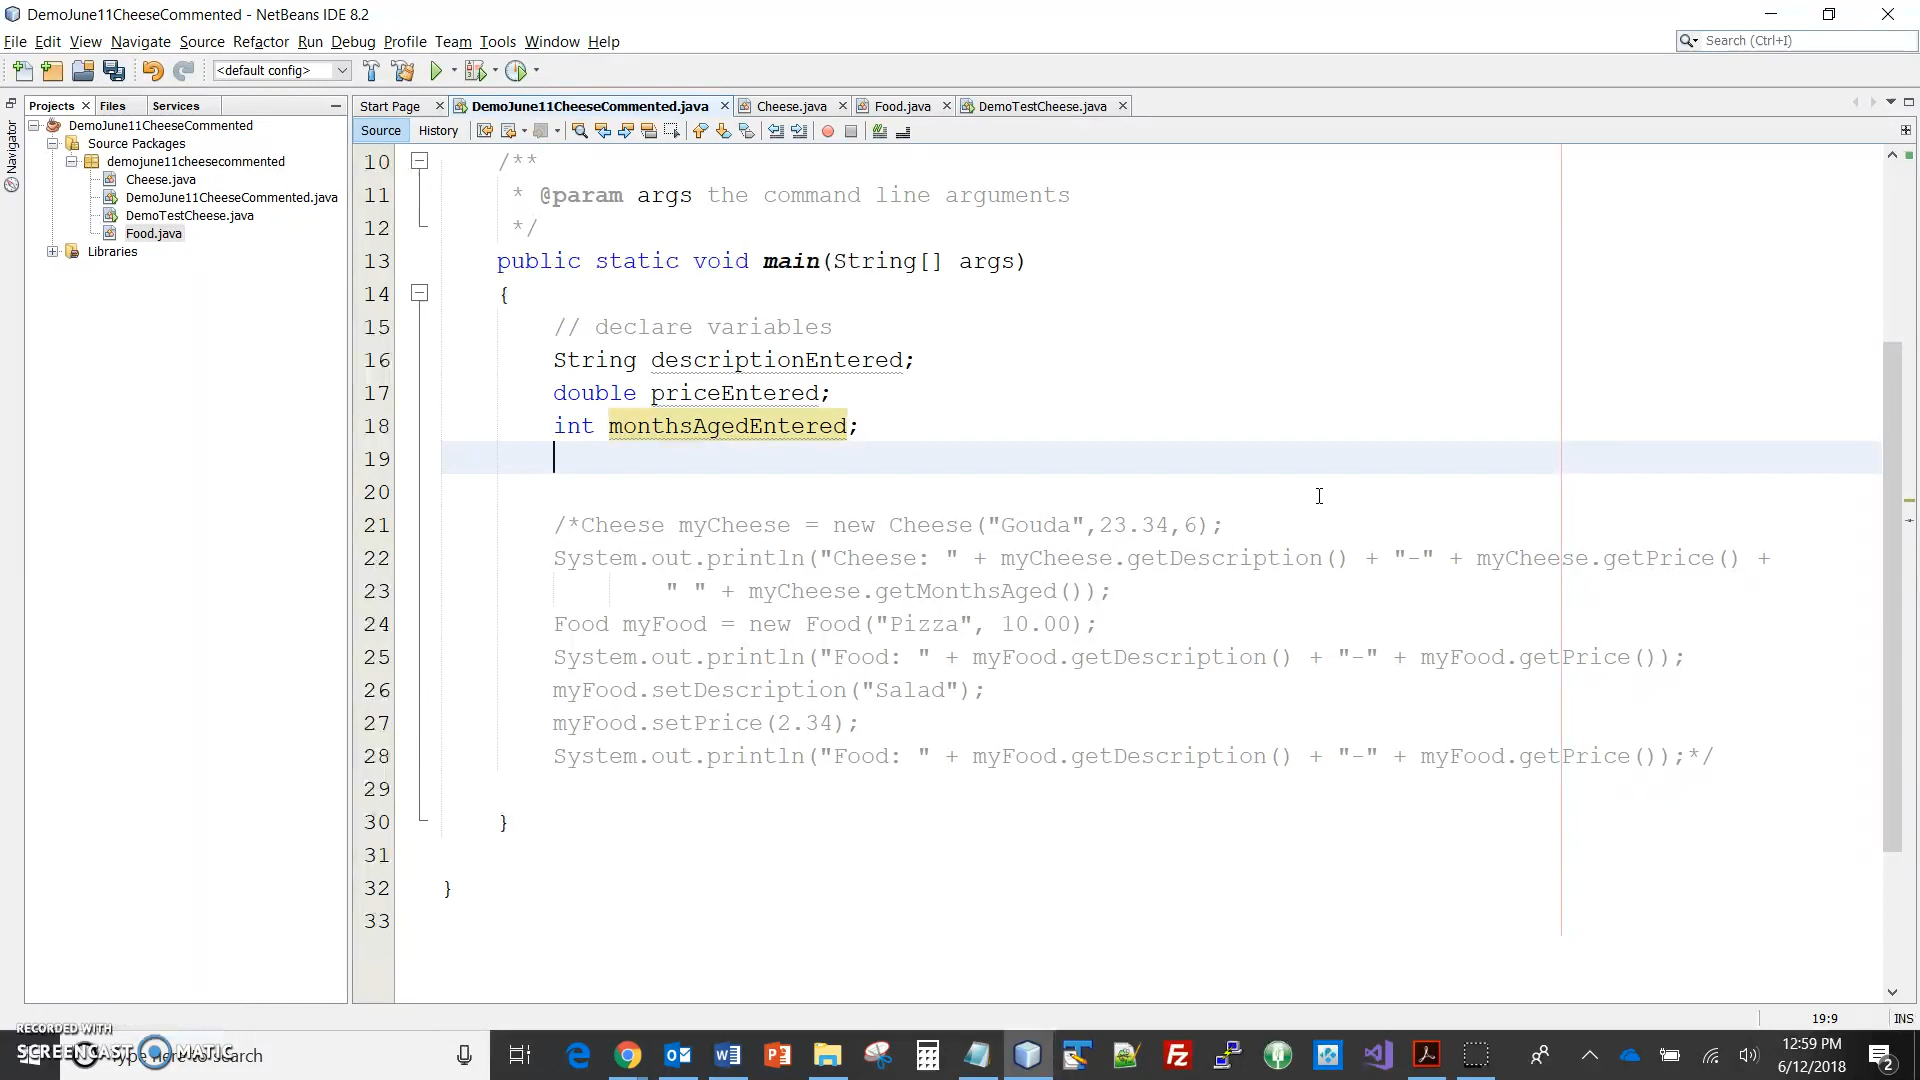 DemoJune11CheeseCommented - NetBeans IDE 8.2
File Edit View Navigate Source Refactor Run Debug Profile Team Tools Window Help
Search (Ctrl+I)
<default config>
Projects Files Services
Start Page DemoJune11CheeseCommented.java Cheese.java Food.java DemoTestCheese.java
Source History
Navigator
DemoJune11CheeseCommented
Source Packages
demojune11cheesecommented
Cheese.java
DemoJune11CheeseCommented.java
DemoTestCheese.java
Food.java
Libraries
10 /**
11 * @param args the command line arguments
12 */
13 public static void main(String[] args)
14 {
15 // declare variables
16 String descriptionEntered;
17 double priceEntered;
18 int monthsAgedEntered;
19
20
21 /*Cheese myCheese = new Cheese("Gouda",23.34,6);
22 System.out.println("Cheese: " + myCheese.getDescription() + "-" + myCheese.getPrice() +
23 " " + myCheese.getMonthsAged());
24 Food myFood = new Food("Pizza", 10.00);
25 System.out.println("Food: " + myFood.getDescription() + "-" + myFood.getPrice());
26 myFood.setDescription("Salad");
27 myFood.setPrice(2.34);
28 System.out.println("Food: " + myFood.getDescription() + "-" + myFood.getPrice());*/
29
30 }
31
32 }
33
19:9 INS
RECORDED WITH
SCREENCAST MATIC
Type here to search
12:59 PM
6/12/2018
2